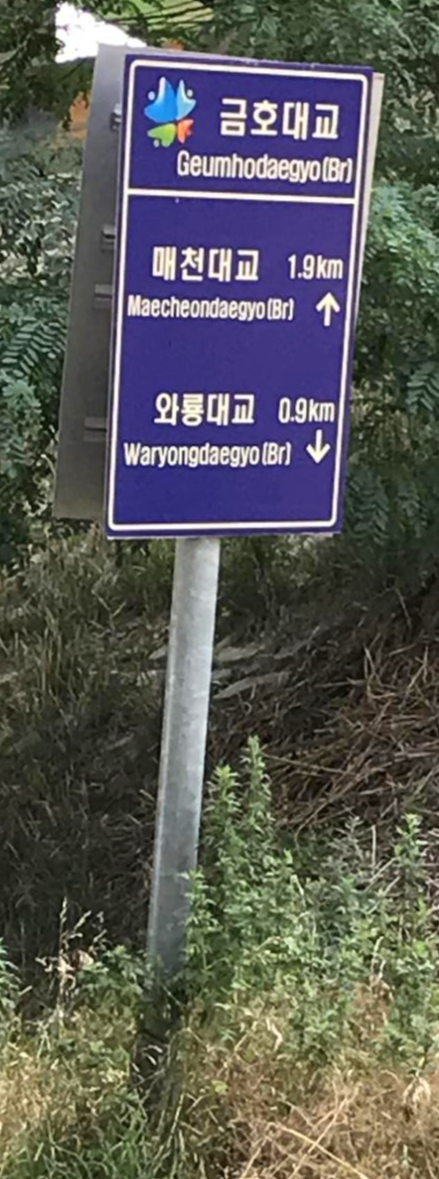 금호대교
Geumhodaegyo(Br)
매천대교 1.9km
Maecheondaegyo(Br) ↑
와룡대교 0.9km
Waryongdaegyo(Br) ↓